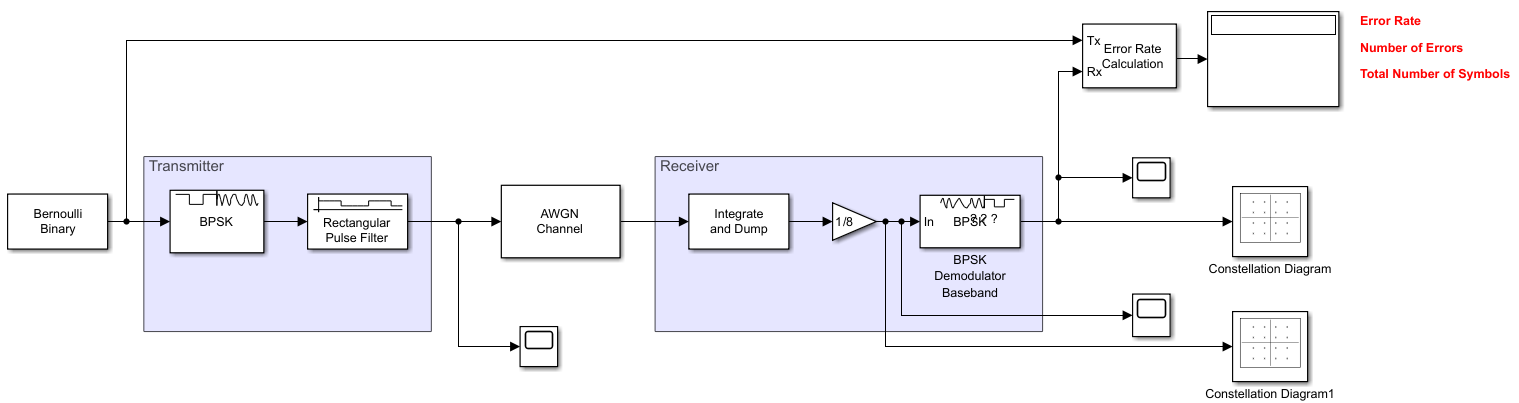 Error Rate
Number of Errors
Total Number of Symbols
Tx
Error Rate
Calculation
Rx
Transmitter
Receiver
Bernoulli
Binary
BPSK
Rectangular
Pulse Filter
AWGN
Channel
Integrate
and Dump
1/8
In
BPSK
? ? ?
BPSK
Demodulator
Baseband
Constellation Diagram
Constellation Diagram1